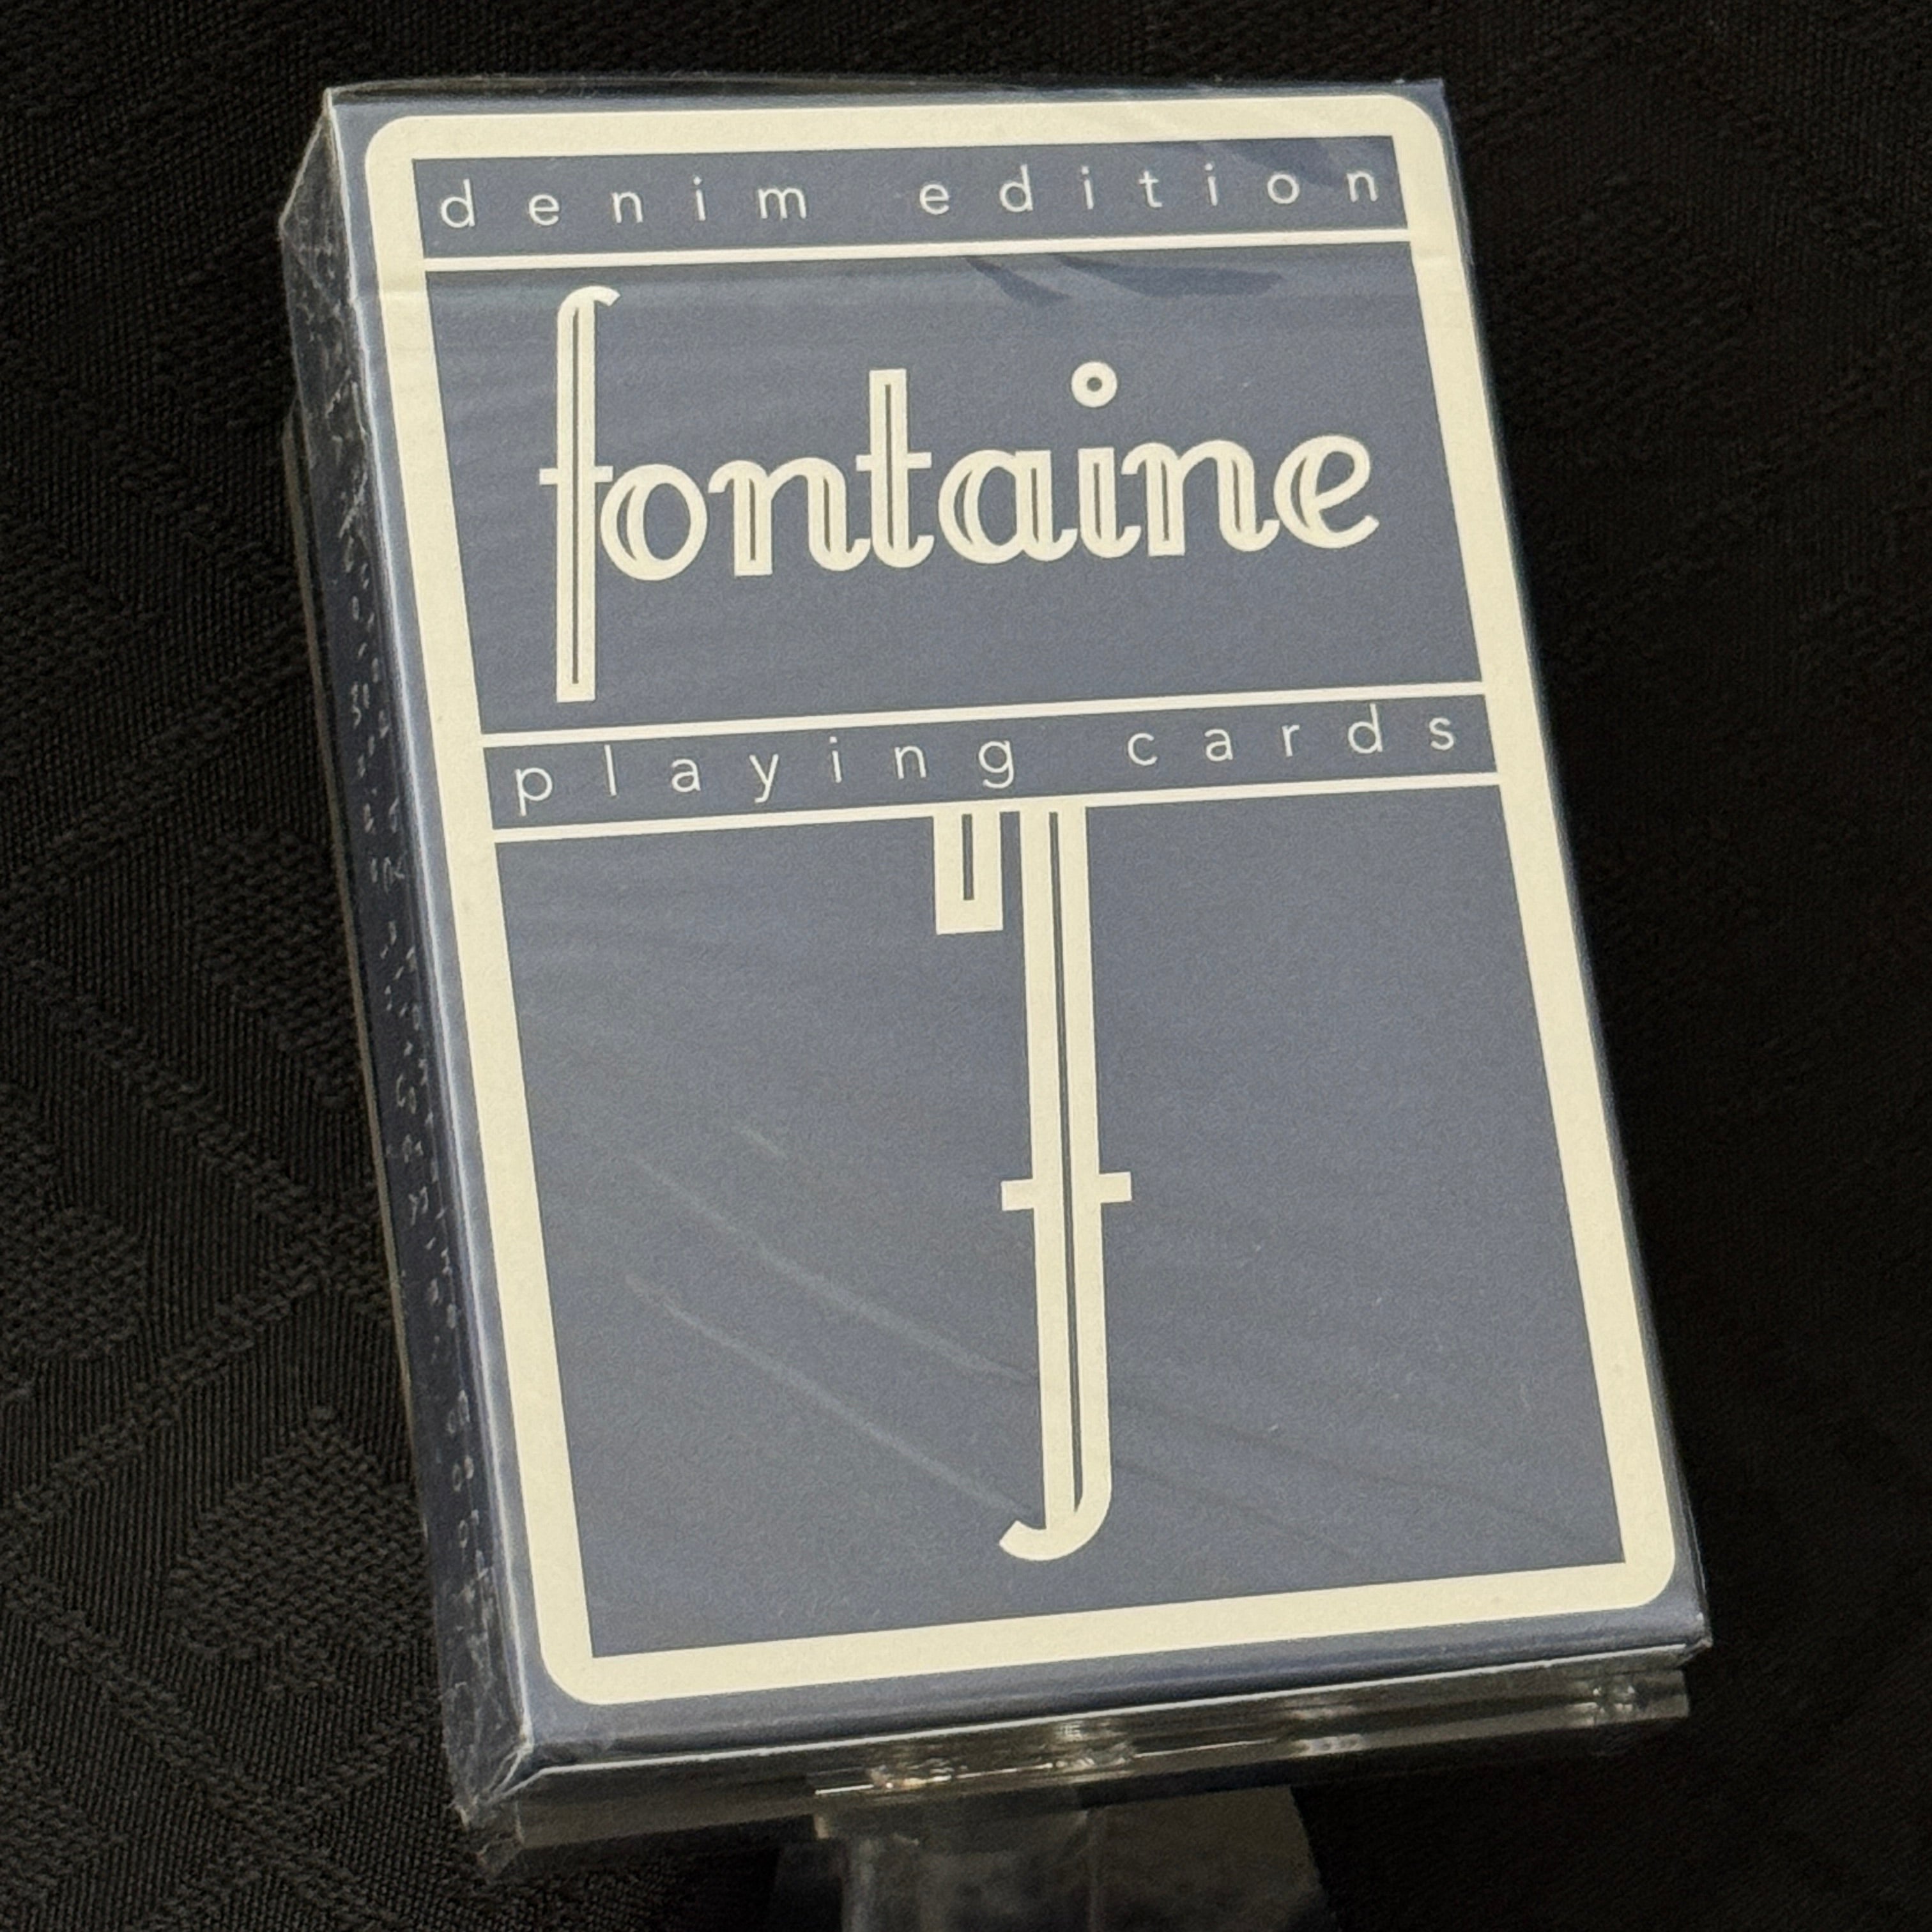 denim edition
fontaine
playing cards